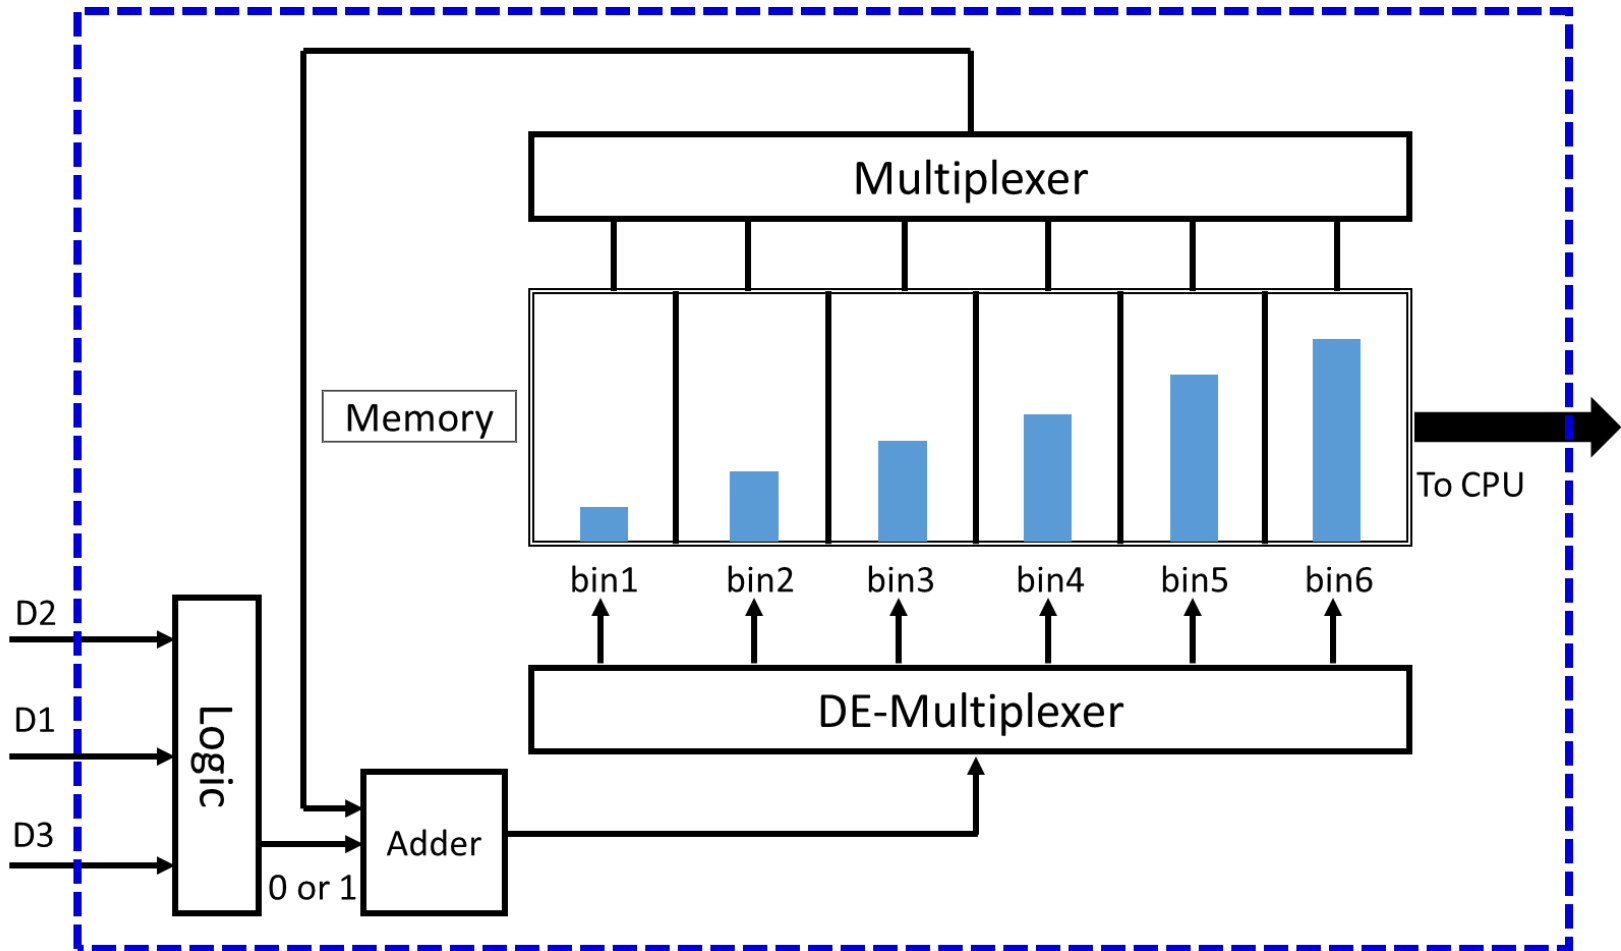 Multiplexer
Memory
To CPU
bin1 bin2 bin3 bin4 bin5 bin6
D2
D1
D3
Logic
DE-Multiplexer
Adder
0 or 1